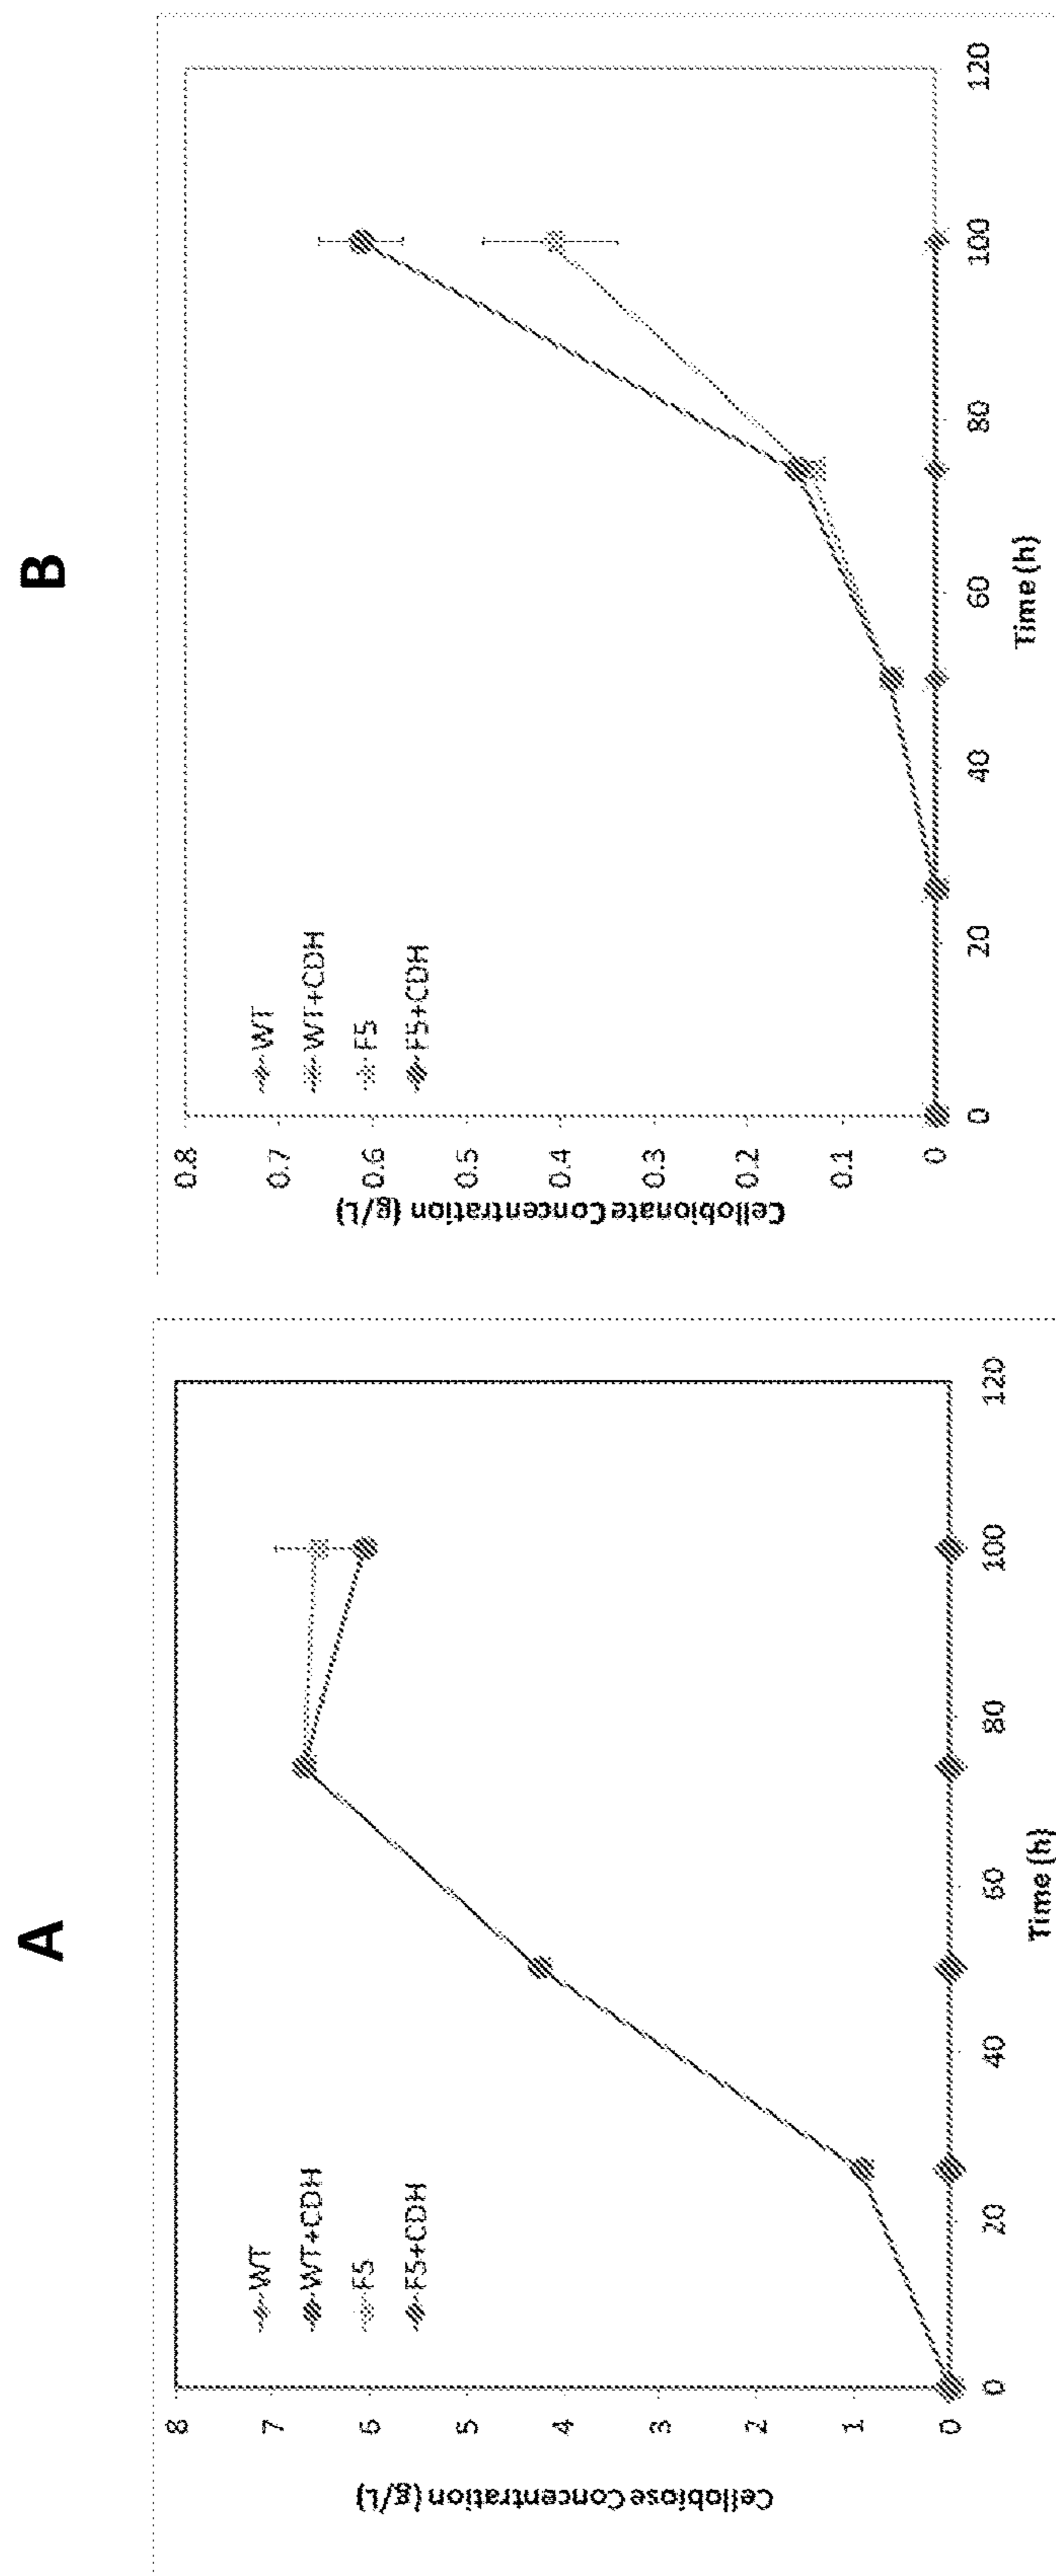 A
Cellobiose Concentration (g/L)
8
7
6
5
4
3
2
1
0
WT
WT+CDH
F5
F5+CDH
0
20
40
60
80
100
120
Time (h)
B
Cellobionate Concentration (g/L)
0.8
0.7
0.6
0.5
0.4
0.3
0.2
0.1
0
WT
WT+CDH
F5
F5+CDH
0
20
40
60
80
100
120
Time (h)